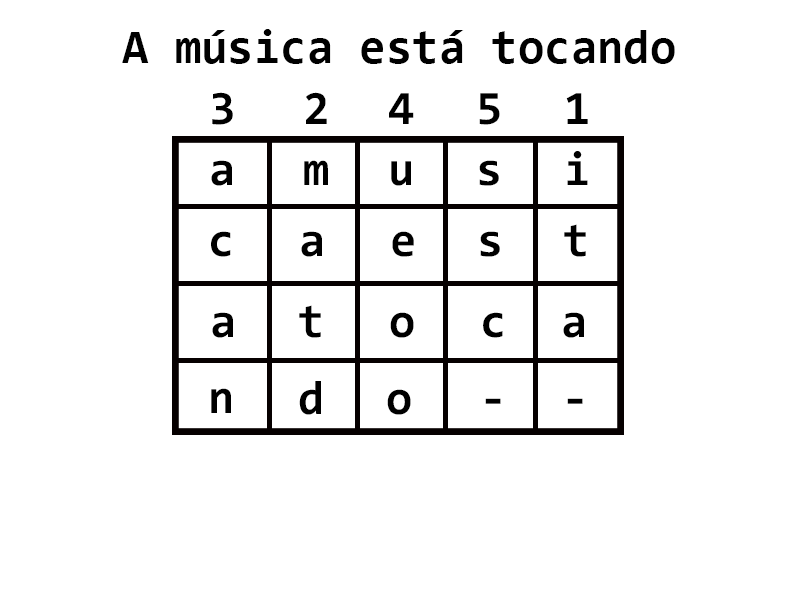 A música está tocando
3 2 4 5 1
a m u s i
c a e s t
a t o c a
n d o - -